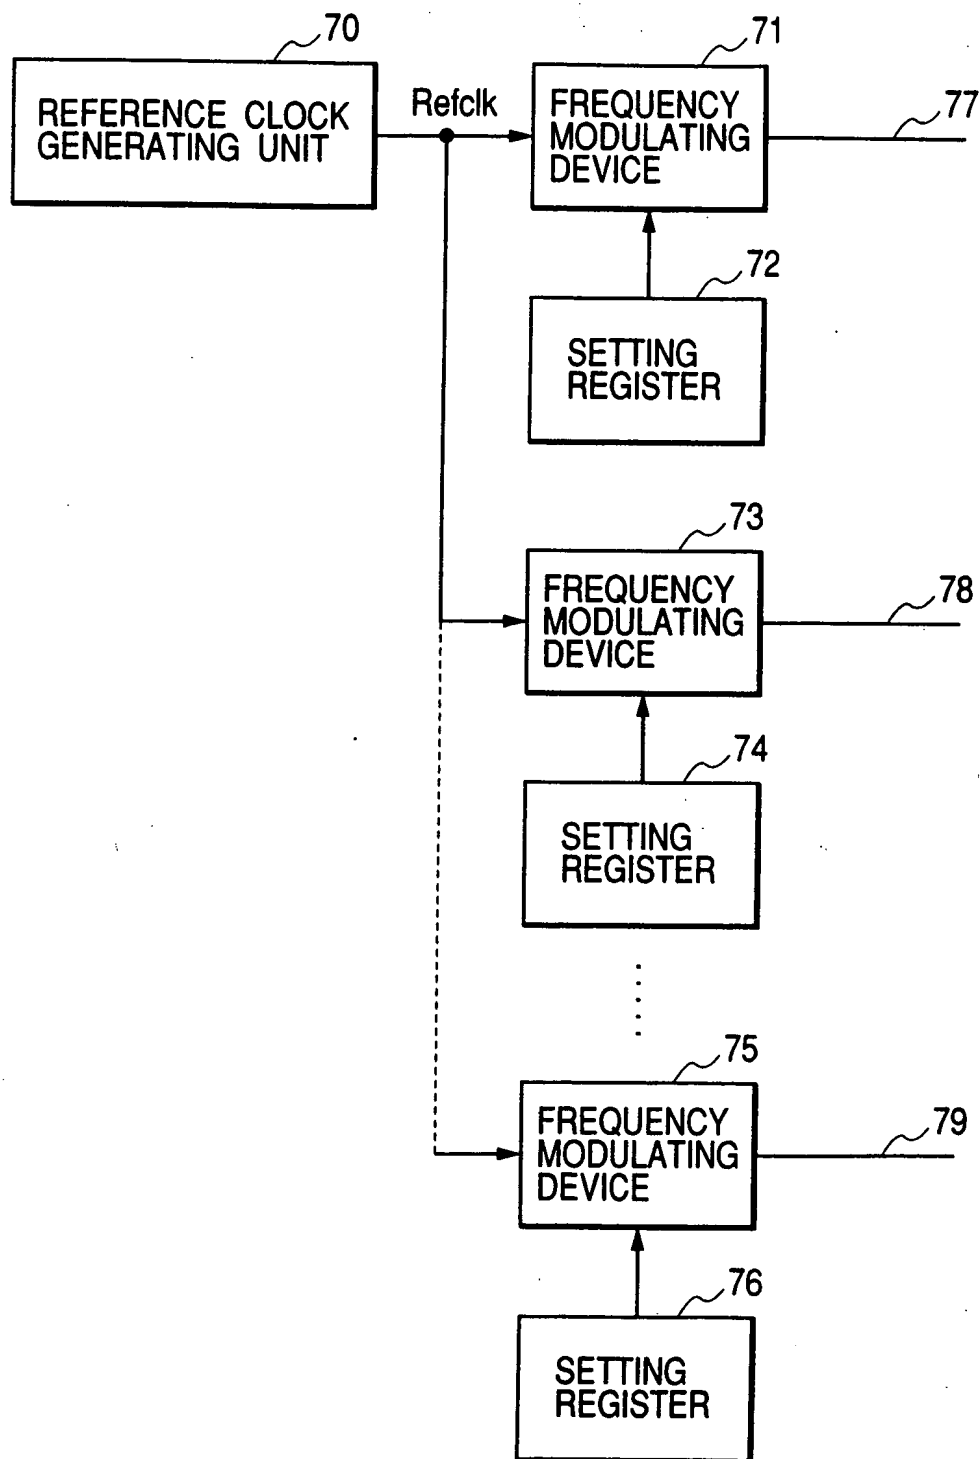 70
REFERENCE CLOCK
GENERATING UNIT
Refclk
71
FREQUENCY
MODULATING
DEVICE
77
72
SETTING
REGISTER
73
FREQUENCY
MODULATING
DEVICE
78
74
SETTING
REGISTER
75
FREQUENCY
MODULATING
DEVICE
79
76
SETTING
REGISTER